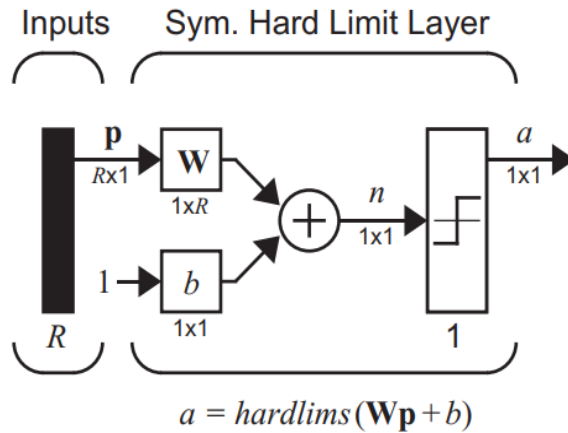 Inputs Sym. Hard Limit Layer
p a
W
Rx1 n 1x1
1xR
1x1
1 b
1x1
R 1
a = hardlims(Wp + b)